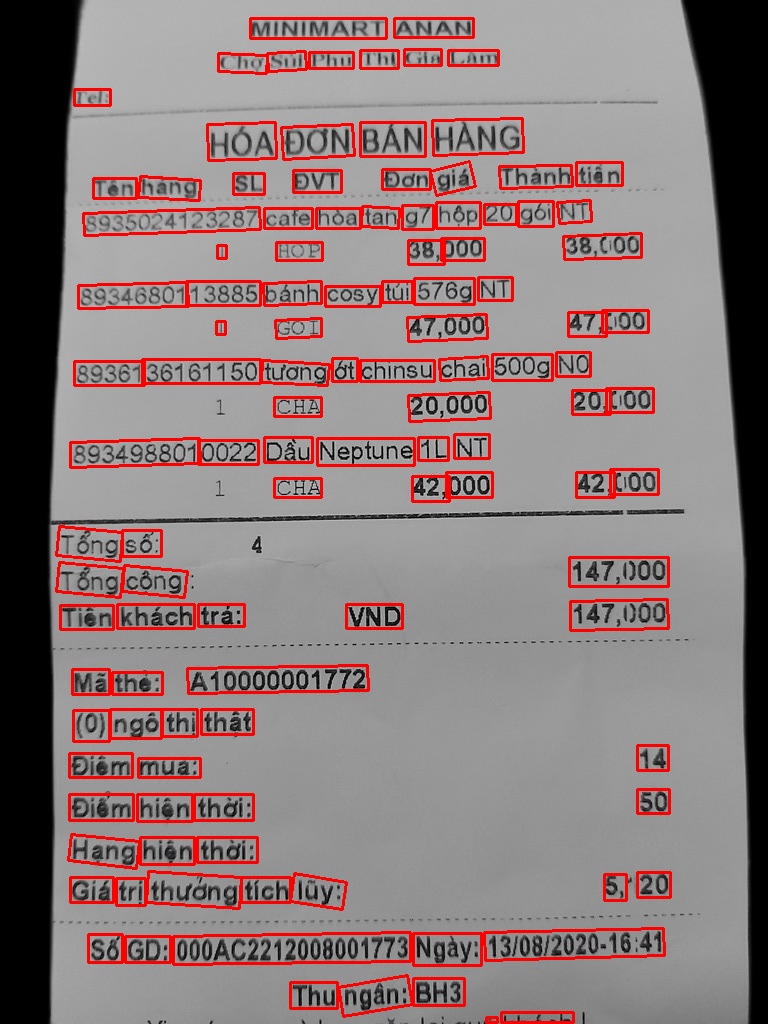 MINIMART ANAN
Chợ Sủi Phú Thị Gia Lâm
Tel:
HÓA ĐƠN BÁN HÀNG
Tên hàng SL ĐVT Đơn giá Thành tiền
8935024123287 cafe hòa tan g7 hộp 20 gói NT
1 HOP 38,000 38,000
8934680113885 bánh cosy túi 576g NT
1 GOI 47,000 47,000
8936136161150 tương ớt chinsu chai 500g N0
1 CHA 20,000 20,000
8934988010022 Dầu Neptune 1L NT
1 CHA 42,000 42,000
Tổng số: 4
Tổng cộng : 147,000
Tiền khách trả: VND 147,000
Mã thẻ: A10000001772
(0) ngô thị thật
Điểm mua: 14
Điểm hiện thời: 50
Hạng hiện thời:
Giá trị thưởng tích lũy: 5, 20
Số GD: 000AC2212008001773 Ngày: 13/08/2020-16:41
Thu ngân: BH3